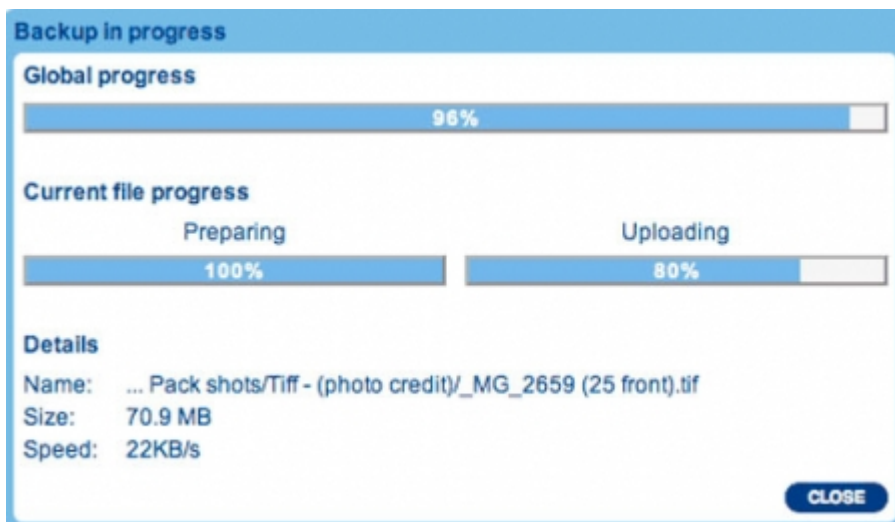 Backup in progress
Global progress
96%
Current file progress
Preparing
Uploading
100%
80%
Details
Name: ... Pack shots/Tiff - (photo credit)/_MG_2659 (25 front).tif
Size: 70.9 MB
Speed: 22KB/s
CLOSE